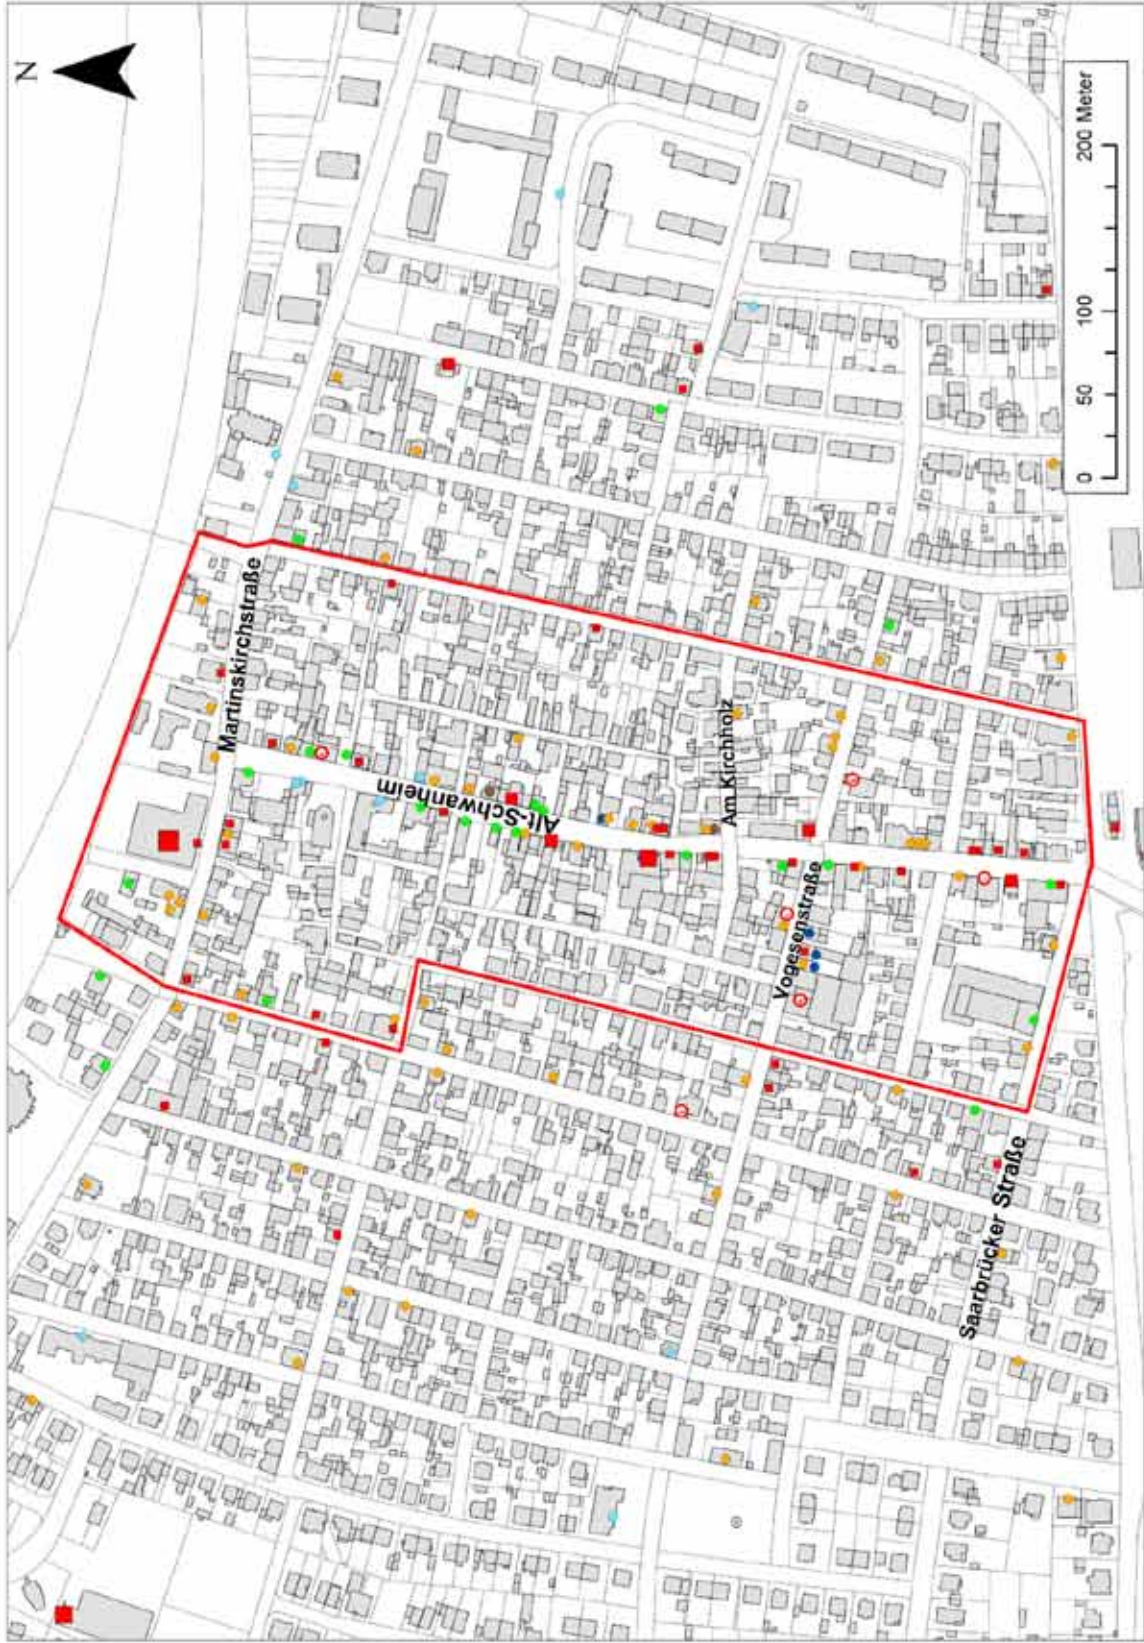 N
Martinskirchstraße
Alt-Schwanheim
Am Kirchholz
Vogesenstraße
Saarbrücker Straße
0 50 100 200 Meter